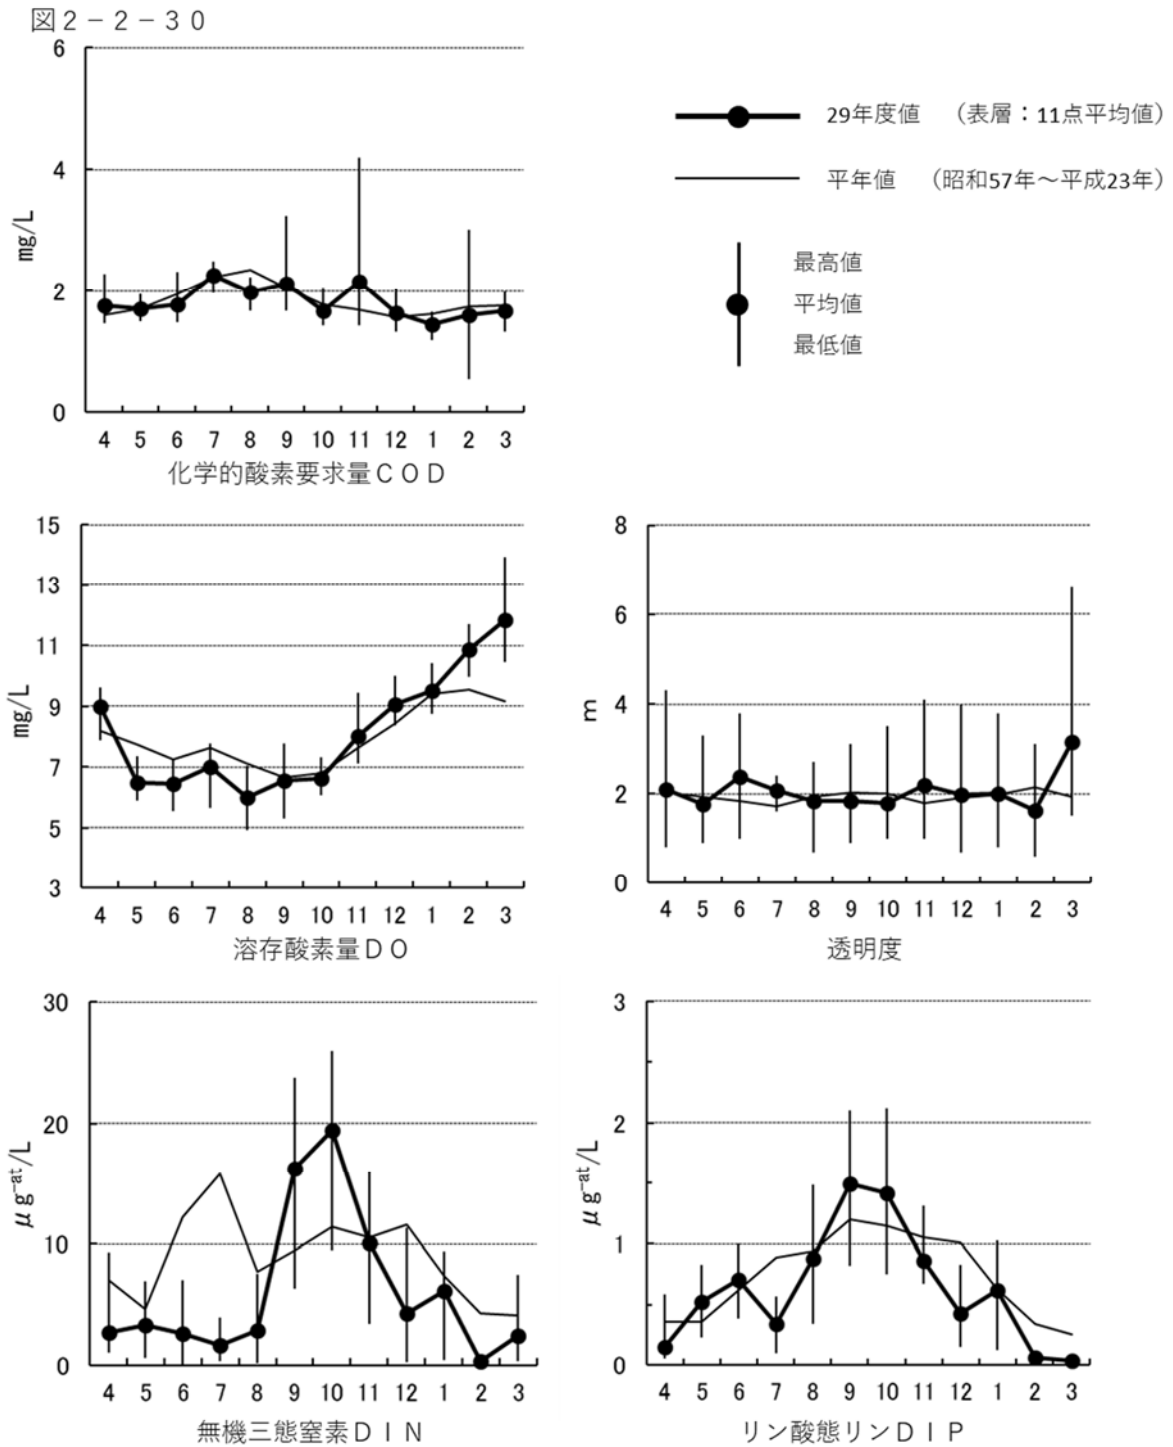 図2-2-30
6
4
2
0
mg/L
4 5 6 7 8 9 10 11 12 1 2 3
化学的酸素要求量COD
29年度値 (表層:11点平均値)
平年値 (昭和57年~平成23年)
最高値
平均値
最低値
15
13
11
9
7
5
3
mg/L
4 5 6 7 8 9 10 11 12 1 2 3
溶存酸素量DO
8
6
4
2
0
m
4 5 6 7 8 9 10 11 12 1 2 3
透明度
30
20
10
0
μg-at/L
4 5 6 7 8 9 10 11 12 1 2 3
無機三態窒素DIN
3
2
1
0
μg-at/L
4 5 6 7 8 9 10 11 12 1 2 3
リン酸態リンDIP